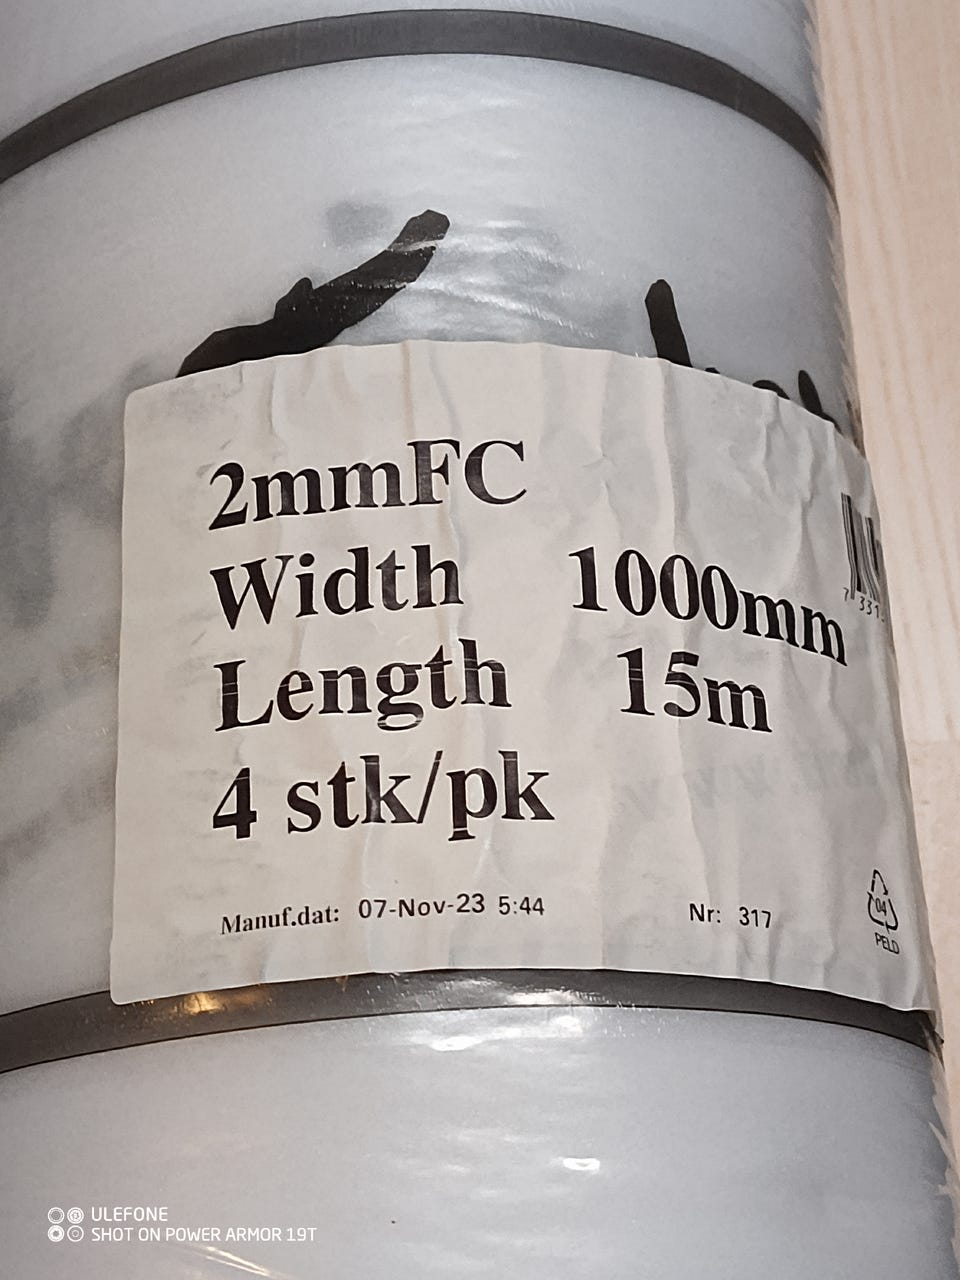 2mmFC
Width 1000mm
Length 15m
4 stk/pk
Manuf.dat: 07-Nov-23 5:44 Nr: 317
04
PELD
ULEFONE
SHOT ON POWER ARMOR 19T